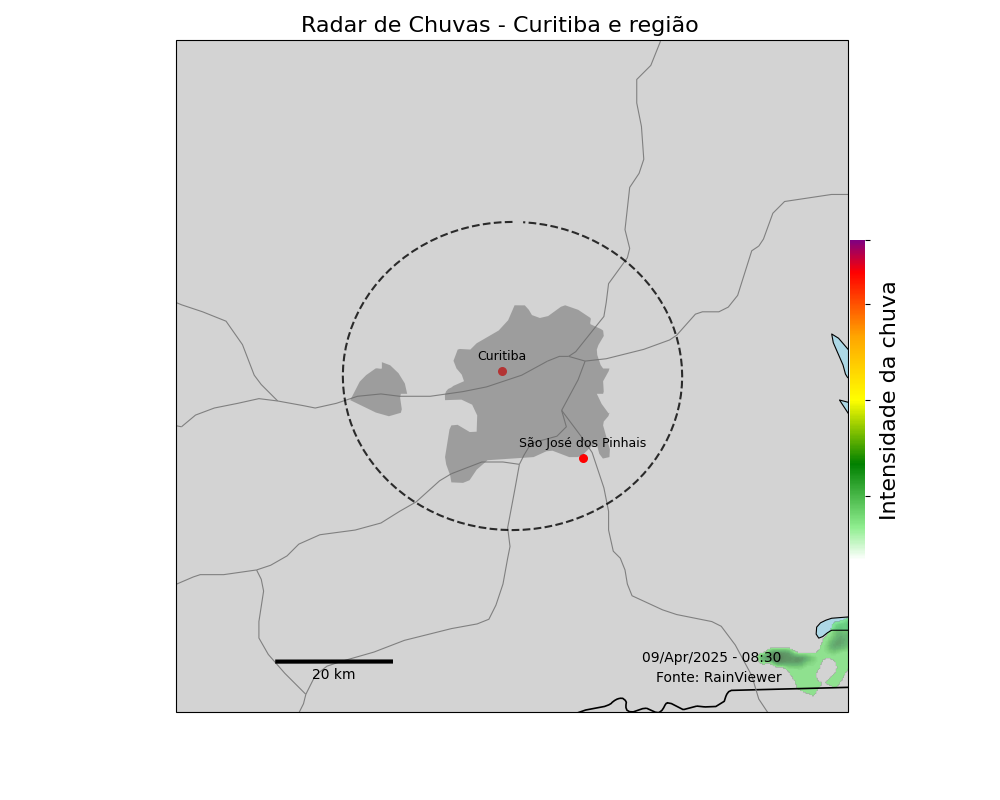 Radar de Chuvas - Curitiba e região
Curitiba
São José dos Pinhais
Intensidade da chuva
09/Apr/2025 - 08:30
Fonte: RainViewer
20 km